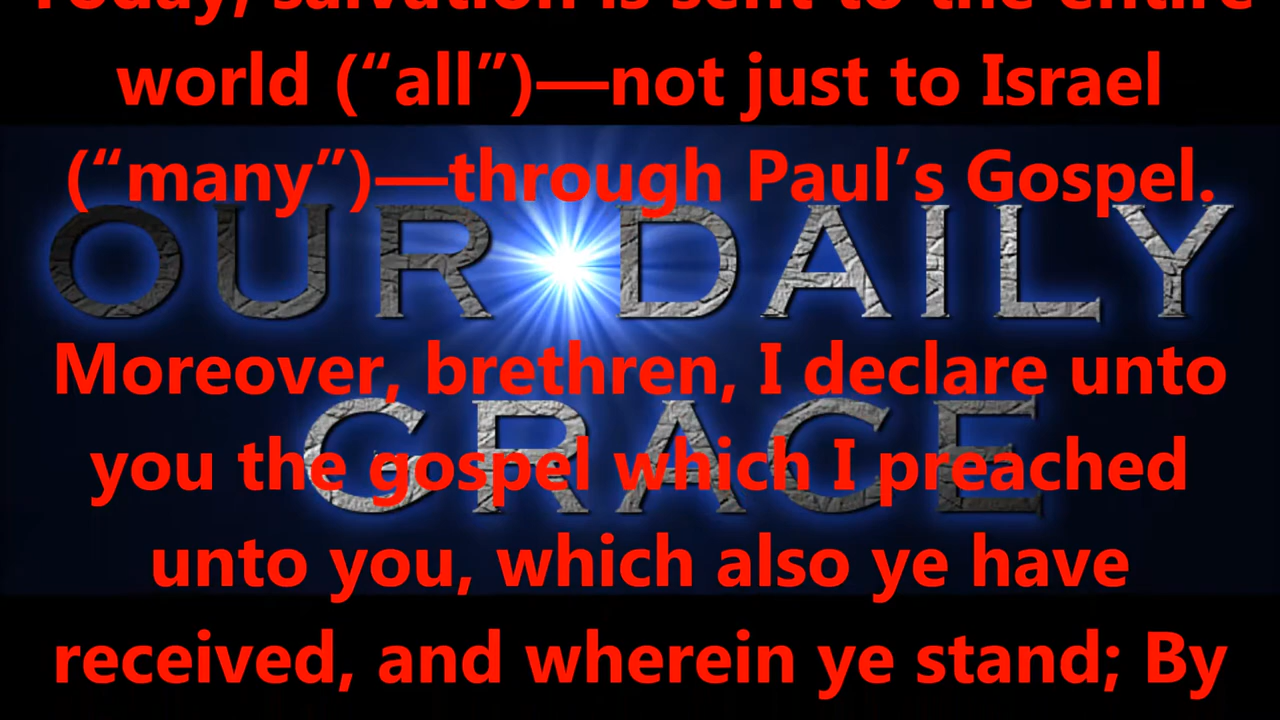 Today, salvation is sent to the entire
world (“all”)—not just to Israel
(“many”)—through Paul’s Gospel.
OUR DAILY
Moreover, brethren, I declare unto
GRACE
you the gospel which I preached
unto you, which also ye have
received, and wherein ye stand; By